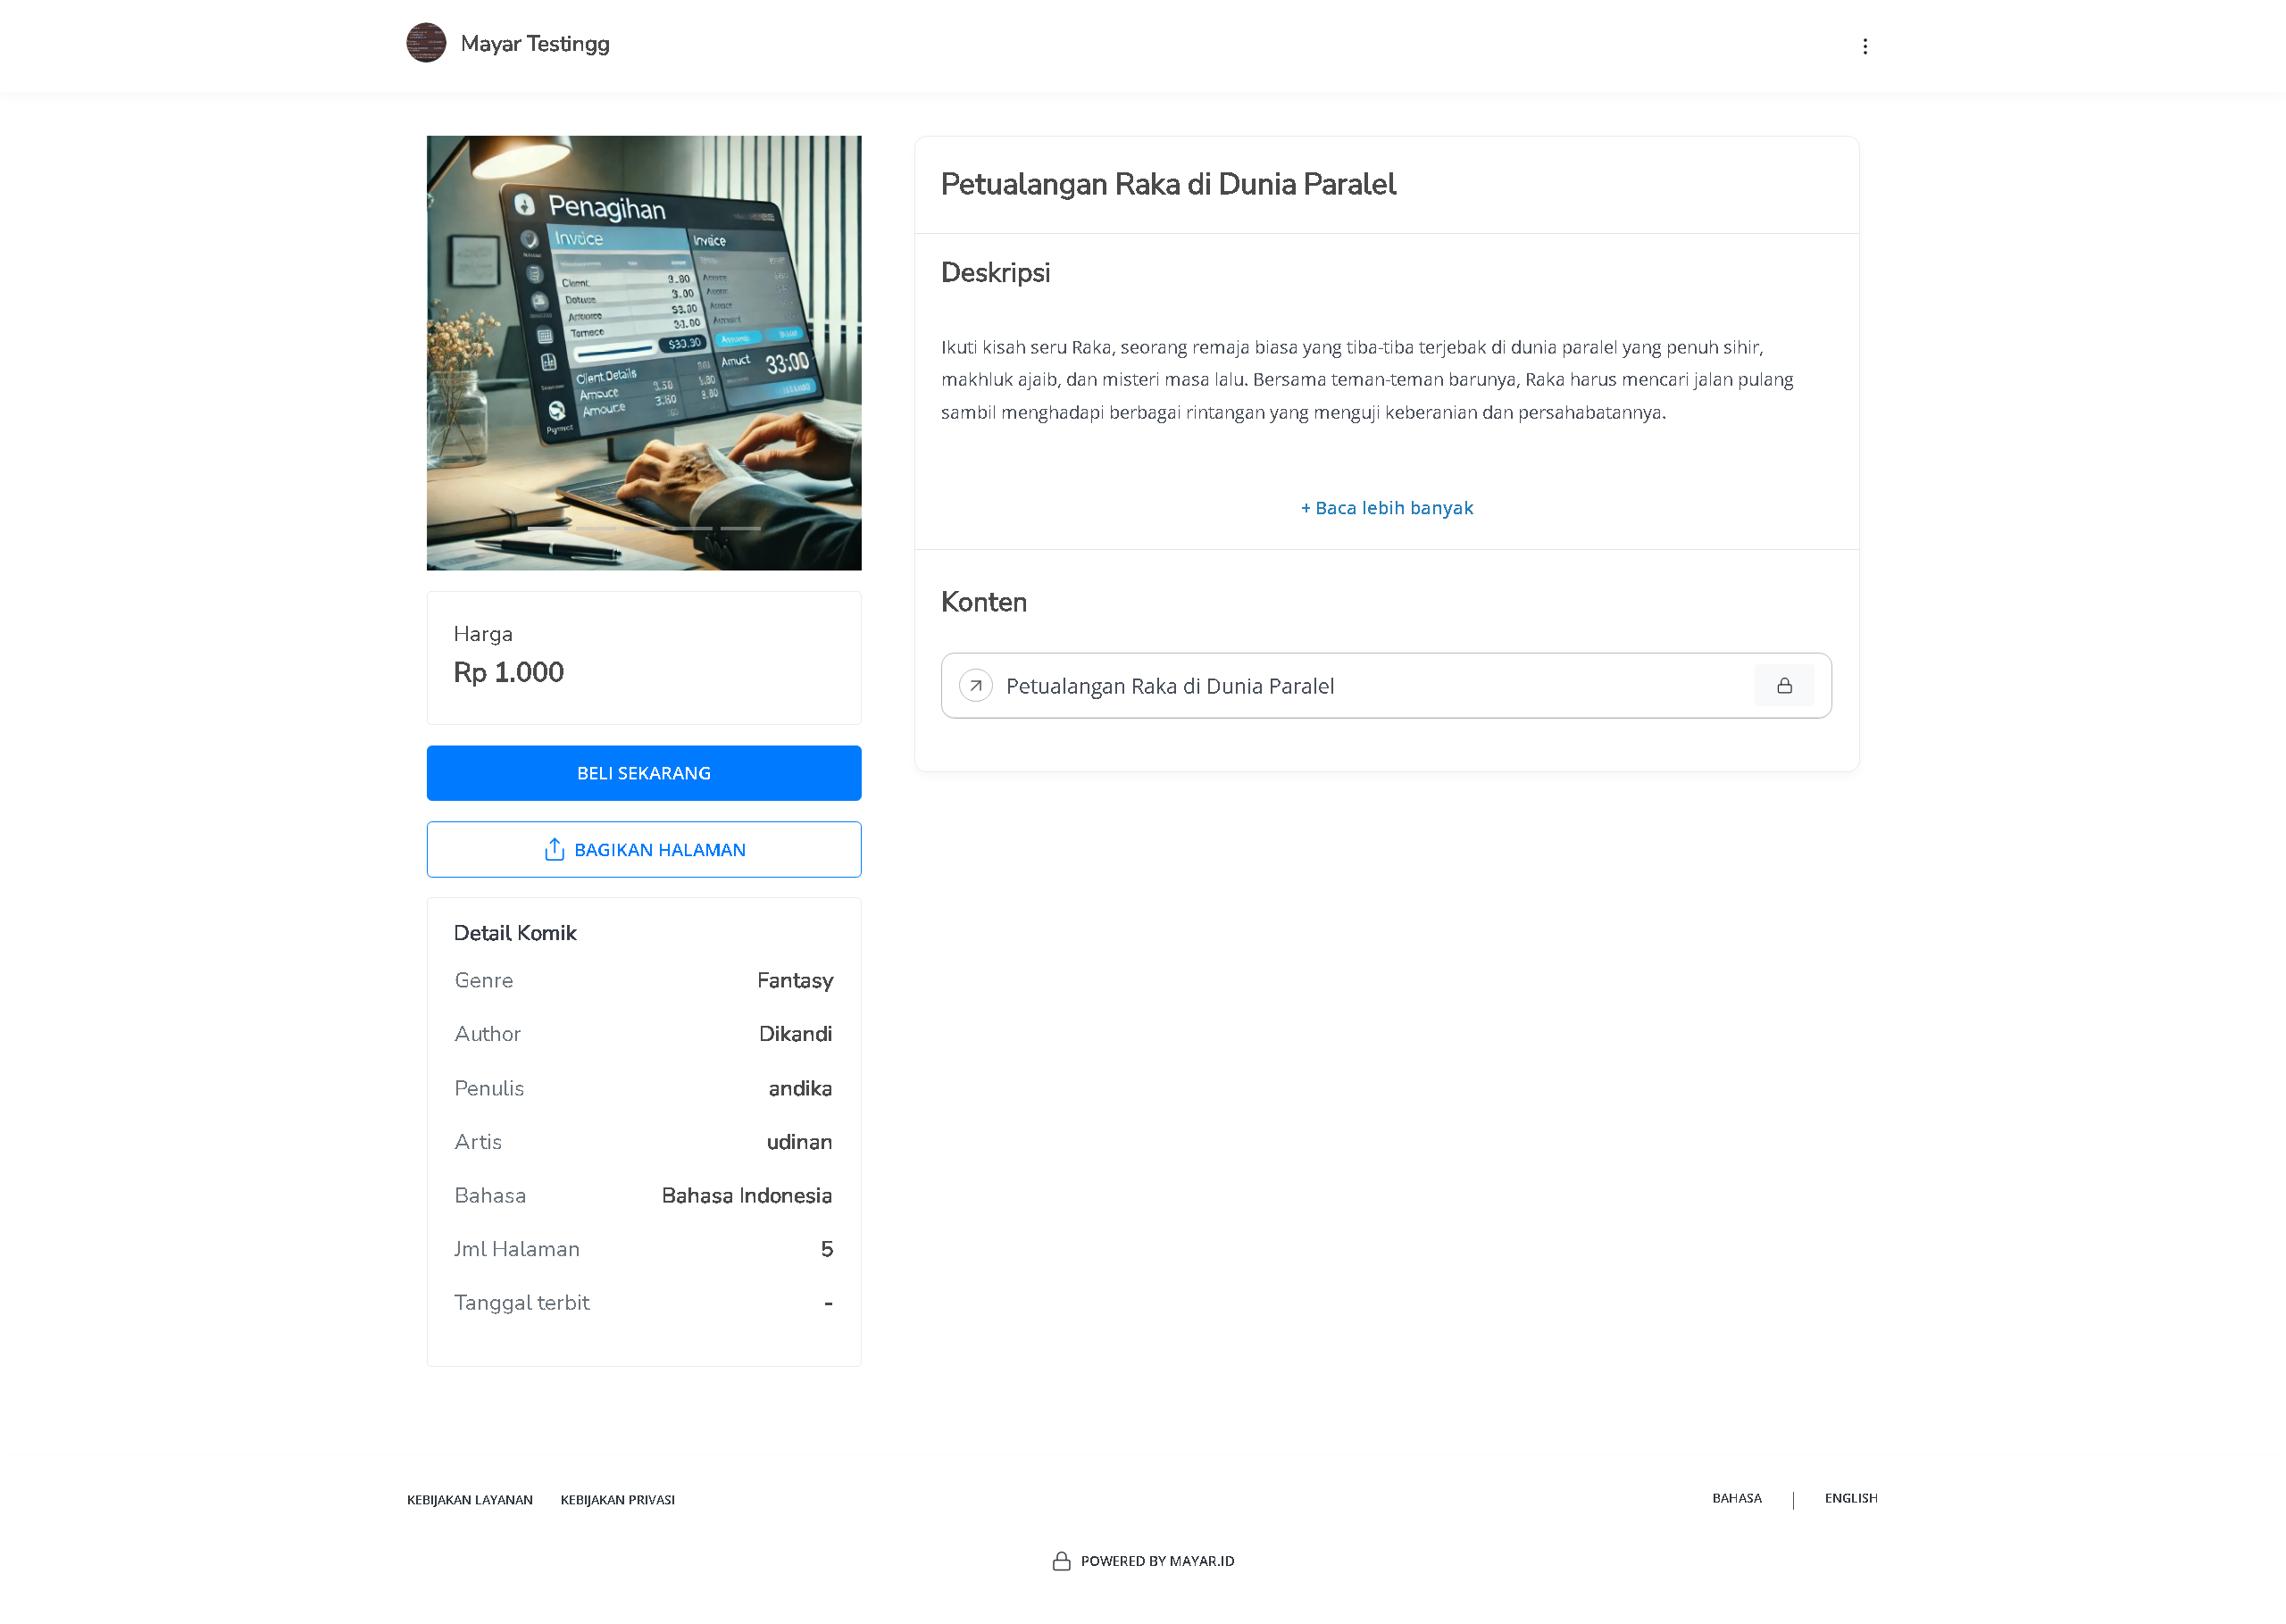 Mayar Testingg
Penagihan
Invoice
Client Details
33:00
$33.30
Petualangan Raka di Dunia Paralel
Deskripsi
Ikuti kisah seru Raka, seorang remaja biasa yang tiba-tiba terjebak di dunia paralel yang penuh sihir,
makhluk ajaib, dan misteri masa lalu. Bersama teman-teman barunya, Raka harus mencari jalan pulang
sambil menghadapi berbagai rintangan yang menguji keberanian dan persahabatannya.
+ Baca lebih banyak
Konten
Petualangan Raka di Dunia Paralel
Harga
Rp 1.000
BELI SEKARANG
BAGIKAN HALAMAN
Detail Komik
Genre Fantasy
Author Dikandi
Penulis andika
Artis udinan
Bahasa Bahasa Indonesia
Jml Halaman 5
Tanggal terbit -
KEBIJAKAN LAYANAN KEBIJAKAN PRIVASI
BAHASA | ENGLISH
POWERED BY MAYAR.ID